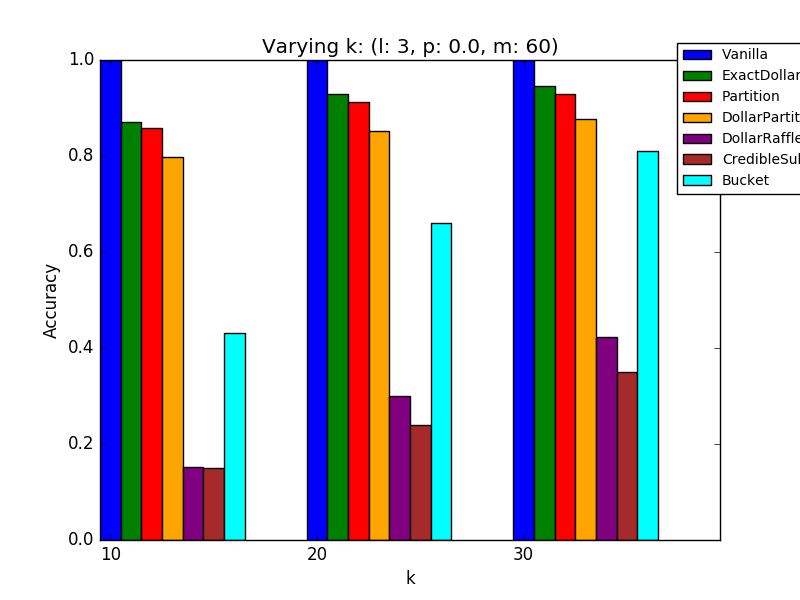 Varying k: (l: 3, p: 0.0, m: 60)
Vanilla
ExactDollar
Partition
DollarPartit
DollarRaffle
CredibleSu
Bucket
1.0
0.8
0.6
0.4
0.2
0.0
Accuracy
10 20 30
k